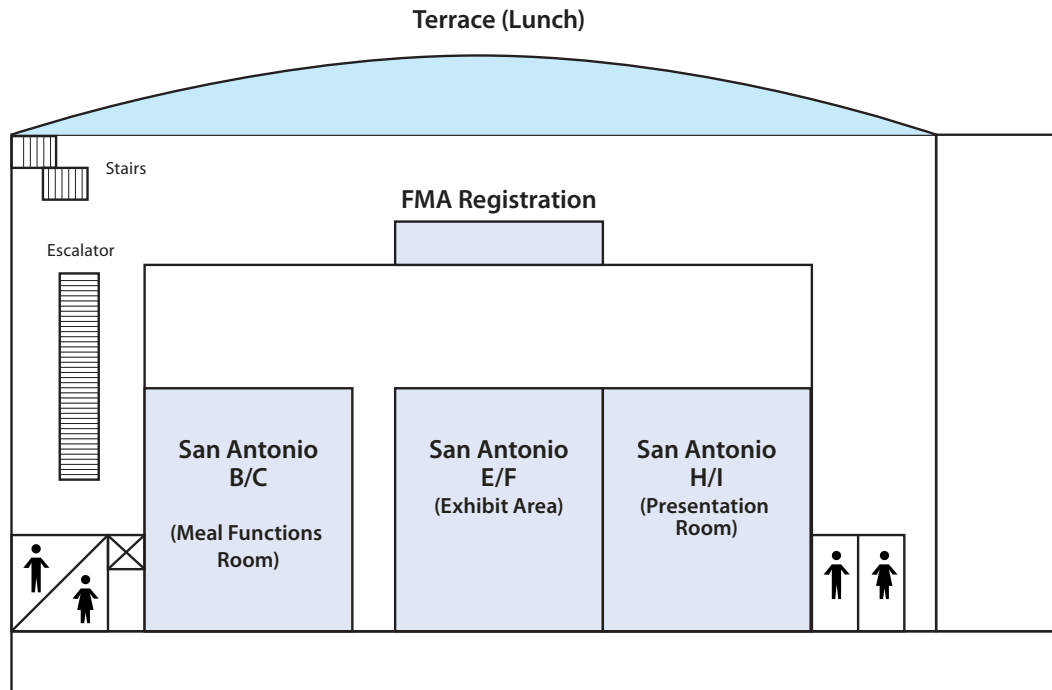 Terrace (Lunch)
Stairs
FMA Registration
Escalator
San Antonio
B/C
(Meal Functions
Room)
San Antonio
E/F
(Exhibit Area)
San Antonio
H/I
(Presentation
Room)